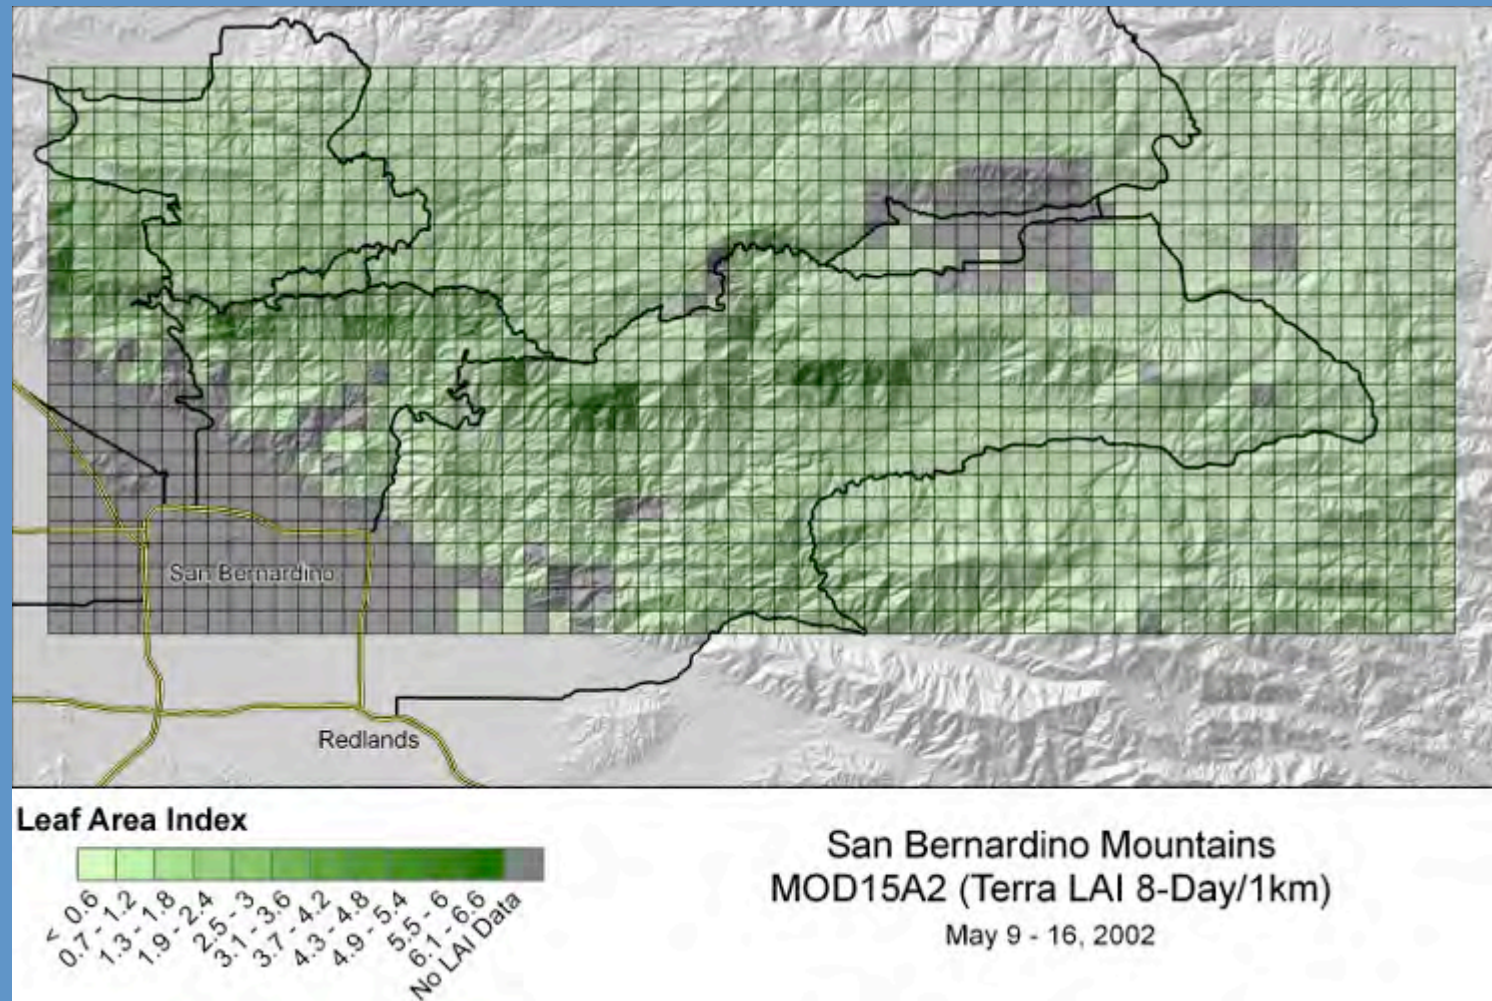 San Bernardino
Redlands
Leaf Area Index
< 0.6
0.7 - 1.2
1.3 - 1.8
1.9 - 2.4
2.5 - 3
3.1 - 3.6
3.7 - 4.2
4.3 - 4.8
4.9 - 5.4
5.5 - 6
6.1 - 6.6
No LAI Data
San Bernardino Mountains
MOD15A2 (Terra LAI 8-Day/1km)
May 9 - 16, 2002